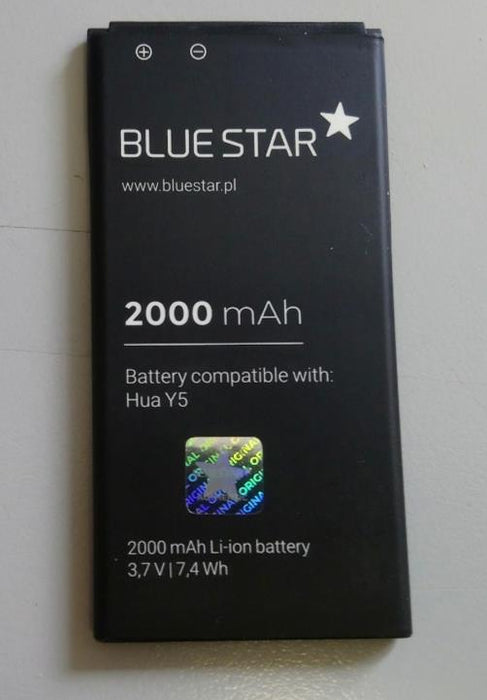 BLUE STAR
www.bluestar.pl
2000 mAh
Battery compatible with:
Hua Y5
ORIGINAL
2000 mAh Li-ion battery
3,7 V | 7,4 Wh